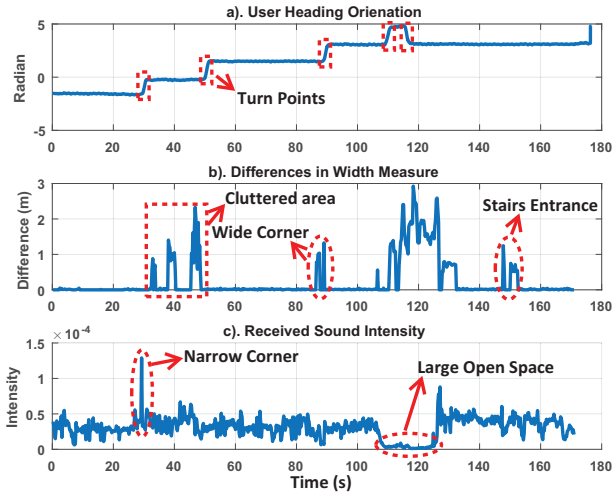 a). User Heading Orienation
5
0
-5
Radian
Turn Points
0 20 40 60 80 100 120 140 160 180
b). Differences in Width Measure
3
2
1
0
Difference (m)
Cluttered area
Wide Corner
Stairs Entrance
0 20 40 60 80 100 120 140 160 180
c). Received Sound Intensity
× 10⁻⁴
1.5
1
0.5
0
Intensity
Narrow Corner
Large Open Space
0 20 40 60 80 100 120 140 160 180
Time (s)